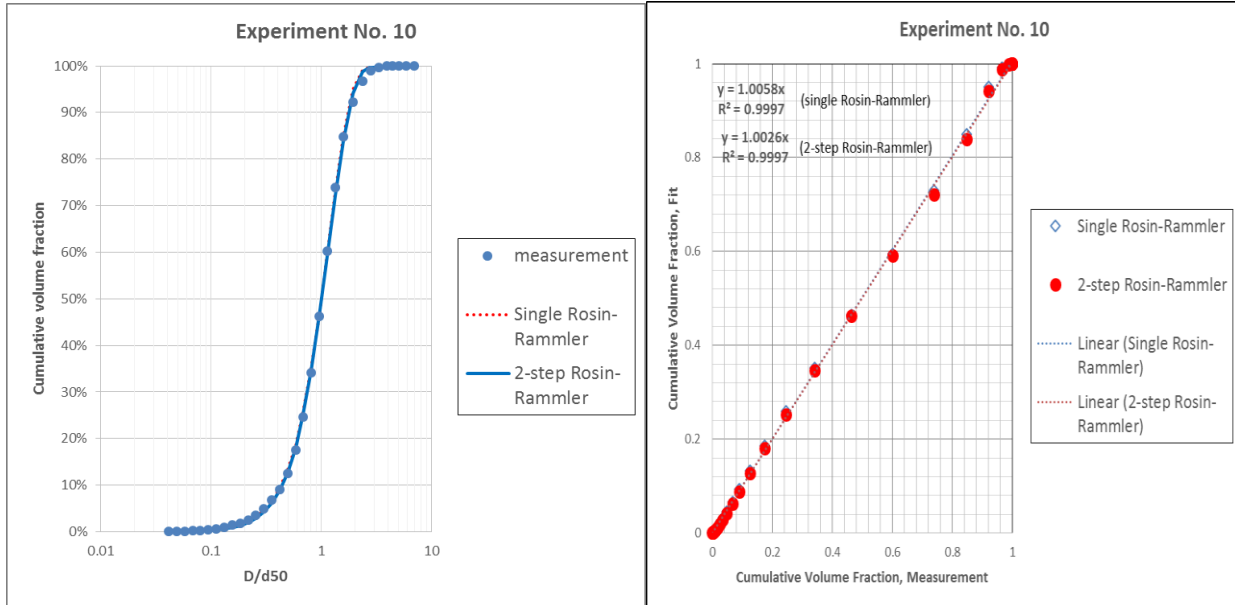 Experiment No. 10
100%
90%
80%
70%
60%
50%
40%
30%
20%
10%
0%
Cumulative volume fraction
0.01
0.1
1
10
D/d50
measurement
Single Rosin-
Rammler
2-step Rosin-
Rammler
Experiment No. 10
1
0.8
0.6
0.4
0.2
0
Cumulative Volume Fraction, Fit
y = 1.0058x
R² = 0.9997
(single Rosin-Rammler)
y = 1.0026x
R² = 0.9997
(2-step Rosin-Rammler)
0
0.2
0.4
0.6
0.8
1
Cumulative Volume Fraction, Measurement
Single Rosin-Rammler
2-step Rosin-Rammler
Linear (Single Rosin-
Rammler)
Linear (2-step Rosin-
Rammler)